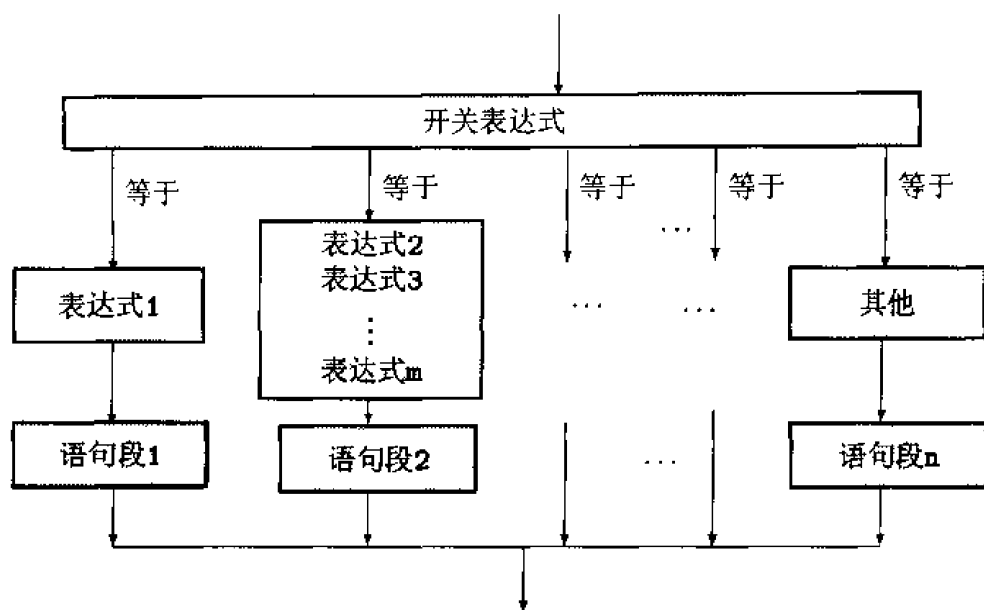 开关表达式
等于
等于
等于
等于
等于
表达式2
表达式3
⋮
表达式m
...
表达式1
...
...
其他
语句段1
语句段2
...
语句段n